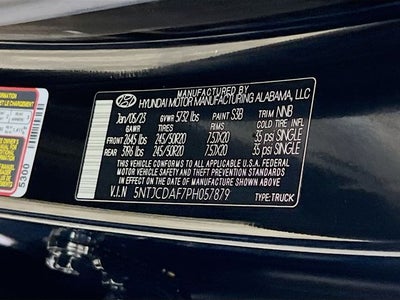 MANUFACTURED BY
HYUNDAI MOTOR MANUFACTURING ALABAMA, LLC
Jan/05/23 GVWR 5732 lbs PAINT S3B TRIM NNB
GAWR TIRES RIMS COLD TIRE INFL
FRONT 2645 lbs 245/50R20 7.5JX20 35 psi SINGLE
REAR 3196 lbs 245/50R20 7.5JX20 35 psi SINGLE
THIS VEHICLE CONFORMS TO ALL APPLICABLE U.S.A. FEDERAL
MOTOR VEHICLE SAFETY AND THEFT PREVENTION STANDARDS
IN EFFECT ON THE DATE OF MANUFACTURE SHOWN ABOVE.
V.I.N 5NTJCDAF7PH057879 TYPE:TRUCK